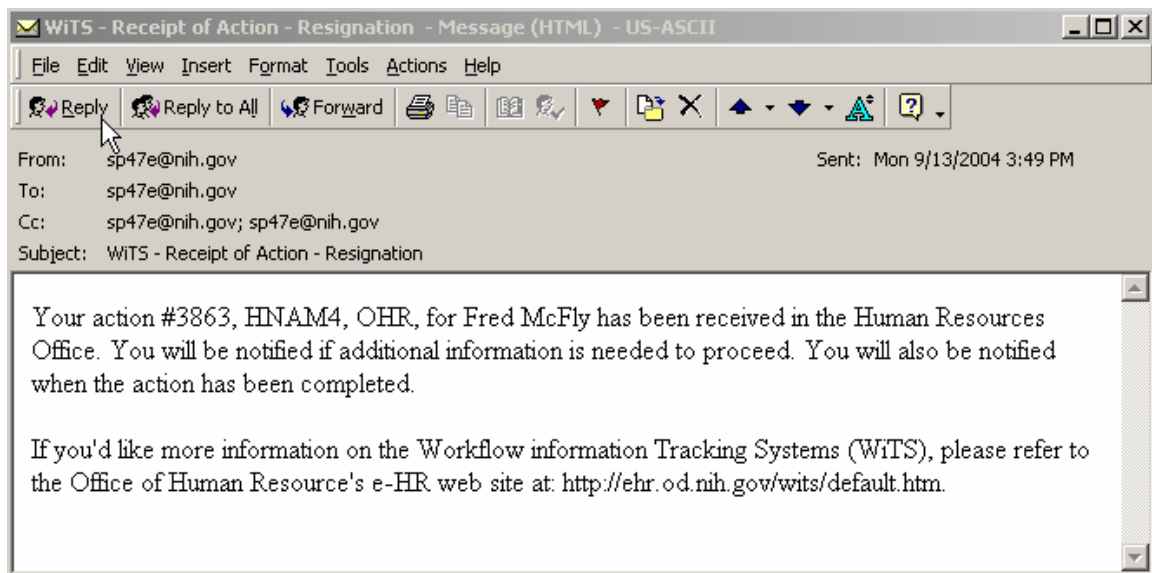 WiTS - Receipt of Action - Resignation - Message (HTML) - US-ASCII
File Edit View Insert Format Tools Actions Help
Reply Reply to All Forward
From: sp47e@nih.gov Sent: Mon 9/13/2004 3:49 PM
To: sp47e@nih.gov
Cc: sp47e@nih.gov; sp47e@nih.gov
Subject: WiTS - Receipt of Action - Resignation
Your action #3863, HNAM4, OHR, for Fred McFly has been received in the Human Resources
Office. You will be notified if additional information is needed to proceed. You will also be notified
when the action has been completed.
If you'd like more information on the Workflow information Tracking Systems (WiTS), please refer to
the Office of Human Resource's e-HR web site at: http://ehr.od.nih.gov/wits/default.htm.